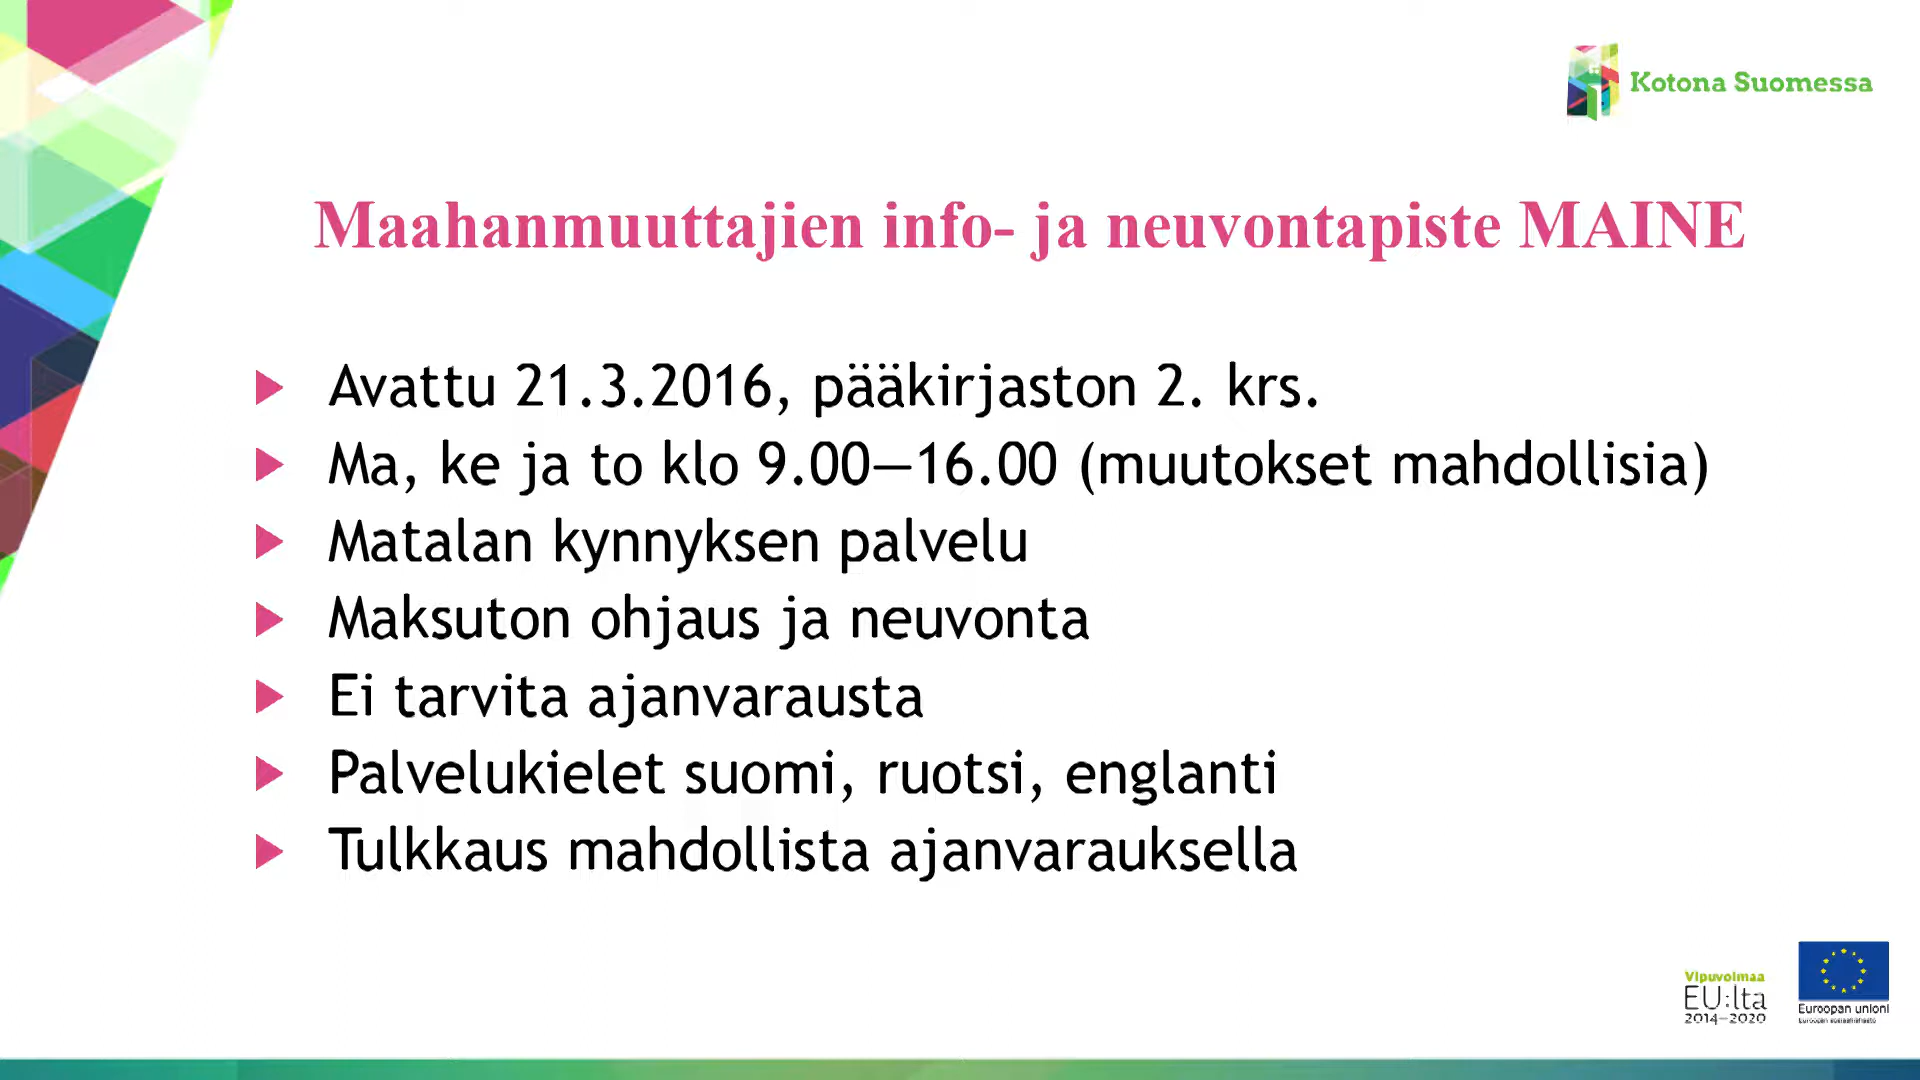 Kotona Suomessa
Maahanmuuttajien info- ja neuvontapiste MAINE
Avattu 21.3.2016, pääkirjaston 2. krs.
Ma, ke ja to klo 9.00—16.00 (muutokset mahdollisia)
Matalan kynnyksen palvelu
Maksuton ohjaus ja neuvonta
Ei tarvita ajanvarausta
Palvelukielet suomi, ruotsi, englanti
Tulkkaus mahdollista ajanvarauksella
Vipuvoimaa
EU:lta
2014–2020
Euroopan unioni
Euroopan sosiaalirahasto